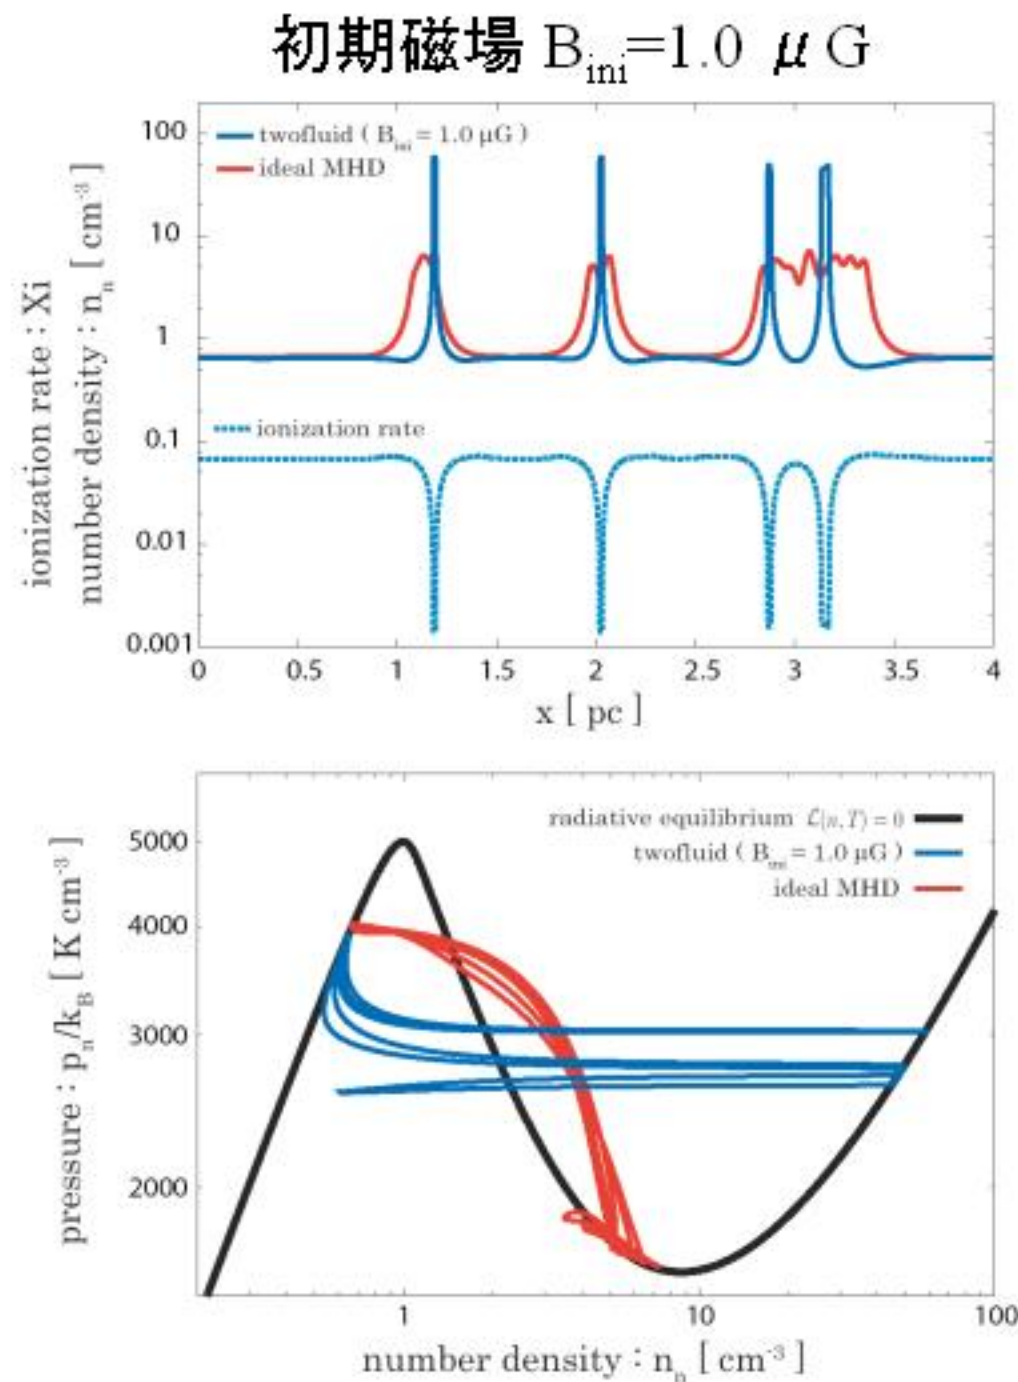 初期磁場 B_ini=1.0 μG
100
10
1
0.1
0.01
0.001
ionization rate : Xi
number density : n_n [ cm^-3 ]
twofluid ( B_ini = 1.0 μG )
ideal MHD
ionization rate
0 0.5 1 1.5 2 2.5 3 3.5 4
x [ pc ]
5000
4000
3000
2000
pressure : p_n/k_B [ K cm^-3 ]
radiative equilibrium ℒ(n,T) = 0
twofluid ( B_ini = 1.0 μG )
ideal MHD
1 10 100
number density : n_n [ cm^-3 ]